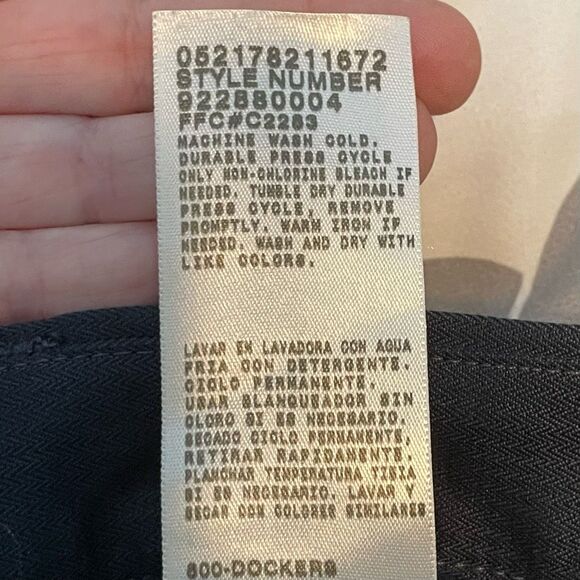 052178211672
STYLE NUMBER
922880004
FFC#C2283
MACHINE WASH COLD,
DURABLE PRESS CYCLE
ONLY NON-CHLORINE BLEACH IF
NEEDED. TUMBLE DRY DURABLE
PRESS CYCLE, REMOVE
PROMPTLY. WARM IRON IF
NEEDED. WASH AND DRY WITH
LIKE COLORS.
LAVAR EN LAVADORA CON AGUA
FRIA CON DETERGENTE.
CICLO PERMANENTE.
USAR BLANQUEADOR SIN
CLORO SI ES NECESARIO.
SECADO CICLO PERMANENTE,
RETIRAR RAPIDAMENTE.
PLANCHAR TEMPERATURA TIBIA
SI ES NECESARIO. LAVAR Y
SECAR CON COLORES SIMILARES
800-DOCKERS